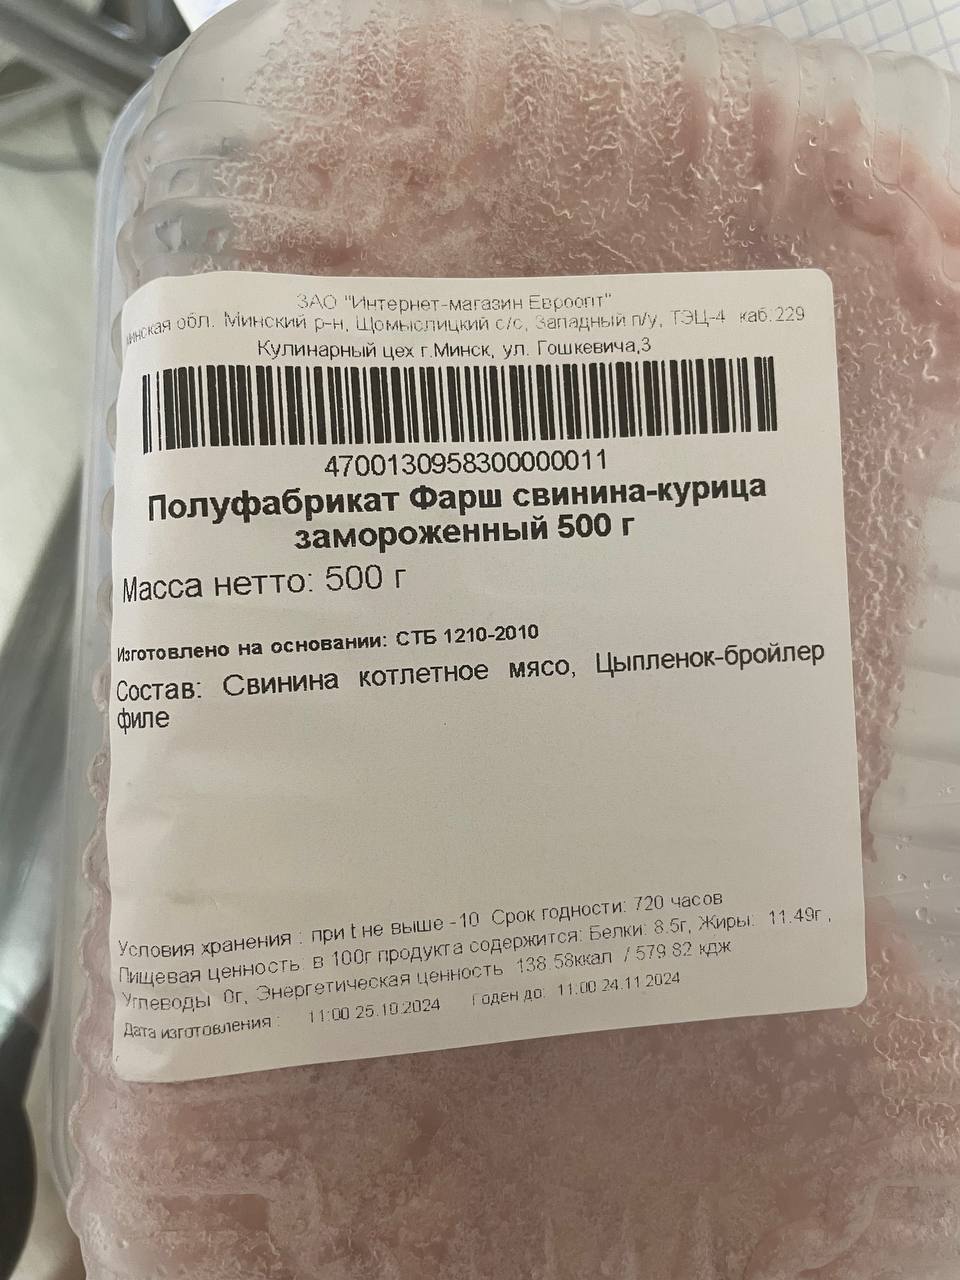 ЗАО "Интернет-магазин Евроопт"
Минская обл. Минский р-н, Щомыслицкий с/с, Западный п/у, ТЭЦ-4 каб.229
Кулинарный цех г.Минск, ул. Гошкевича,3
4700130958300000011
Полуфабрикат Фарш свинина-курица
замороженный 500 г
Масса нетто: 500 г
Изготовлено на основании: СТБ 1210-2010
Состав: Свинина котлетное мясо, Цыпленок-бройлер
филе
Условия хранения : при t не выше -10 Срок годности: 720 часов
Пищевая ценность: в 100г продукта содержится: Белки: 8.5г, Жиры: 11.49г ,
Углеводы 0г, Энергетическая ценность 138.58ккал / 579.82 кдж
Дата изготовления : 11:00 25.10.2024 Годен до: 11:00 24.11.2024